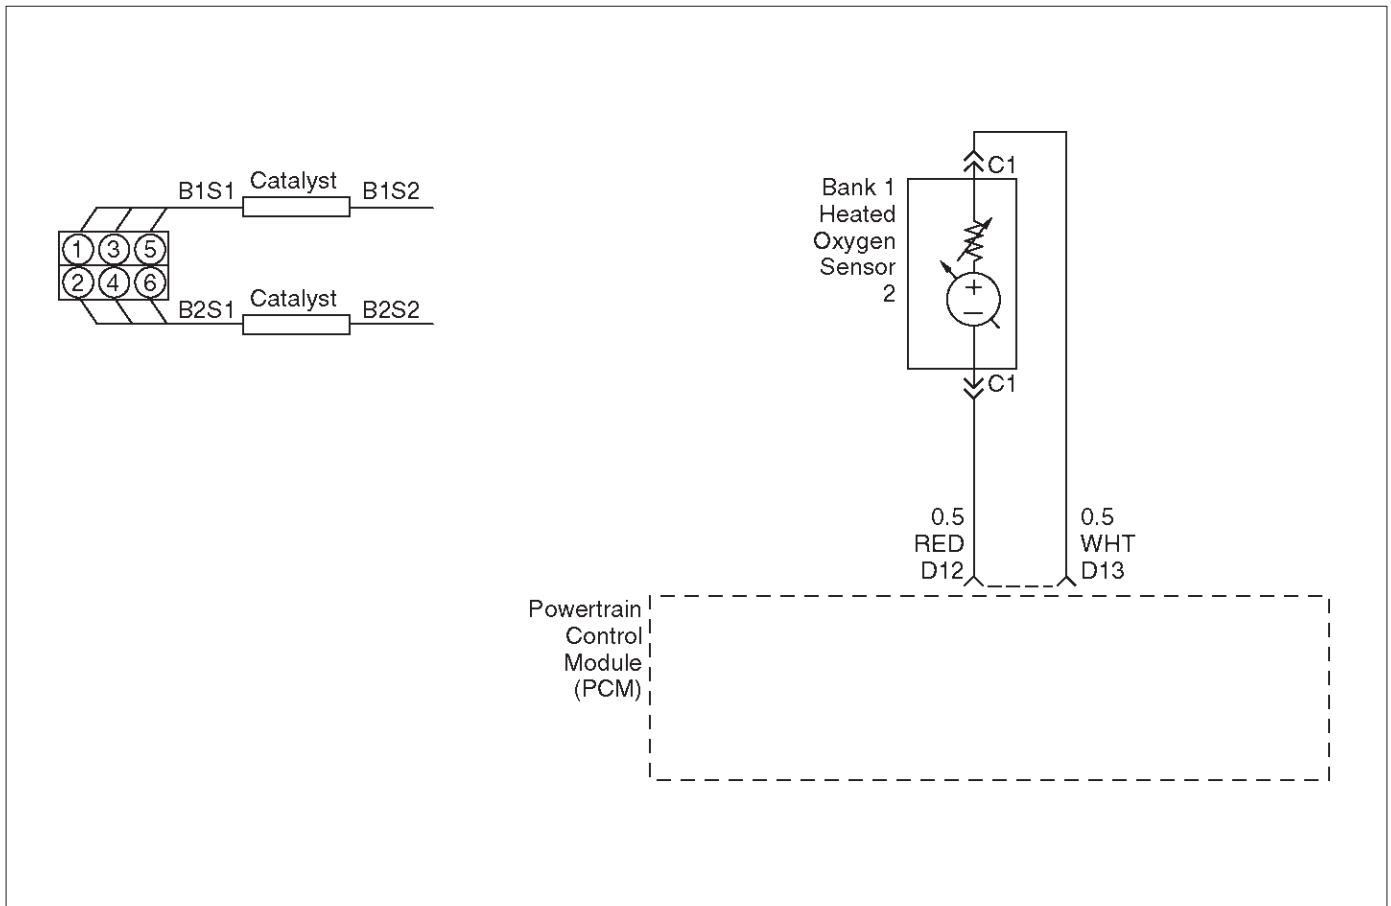 B1S1
Catalyst
B1S2
1 3 5
2 4 6
B2S1
Catalyst
B2S2
C1
Bank 1
Heated
Oxygen
Sensor
2
+
−
C1
0.5
RED
D12
0.5
WHT
D13
Powertrain
Control
Module
(PCM)